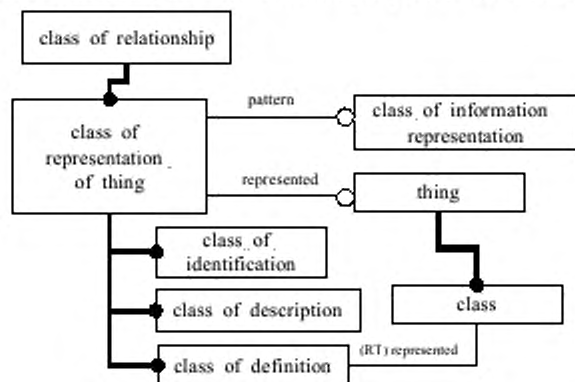 class of relationship
pattern
class of information
representation
class of
representation
of thing
represented
thing
class of
identification
class
class of description
(RT) represented
class of definition